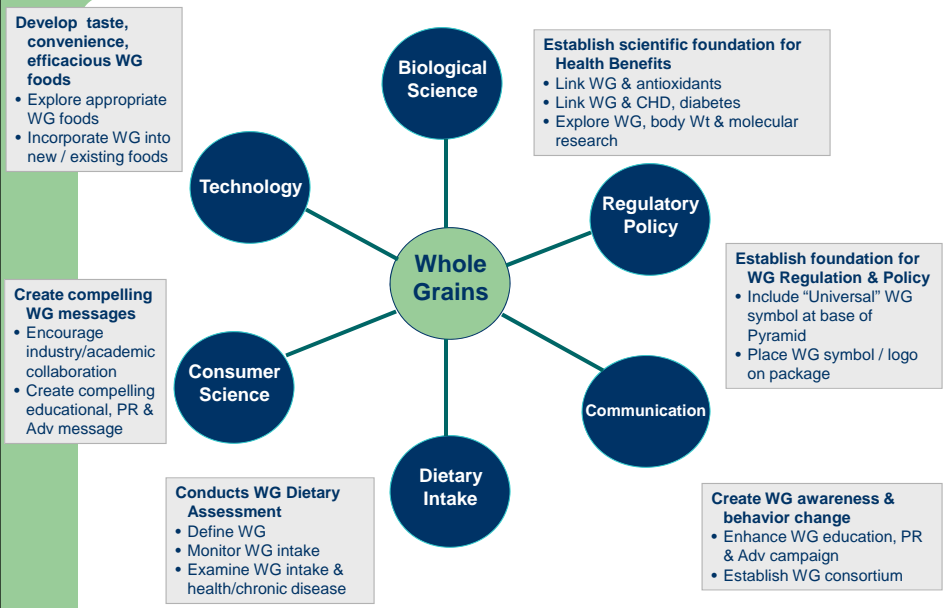 Develop taste,
convenience,
efficacious WG
foods
• Explore appropriate
WG foods
• Incorporate WG into
new / existing foods
Biological
Science
Establish scientific foundation for
Health Benefits
• Link WG & antioxidants
• Link WG & CHD, diabetes
• Explore WG, body Wt & molecular
research
Technology
Regulatory
Policy
Whole
Grains
Establish foundation for
WG Regulation & Policy
• Include “Universal” WG
symbol at base of
Pyramid
• Place WG symbol / logo
on package
Create compelling
WG messages
• Encourage
industry/academic
collaboration
• Create compelling
educational, PR &
Adv message
Consumer
Science
Communication
Dietary
Intake
Conducts WG Dietary
Assessment
• Define WG
• Monitor WG intake
• Examine WG intake &
health/chronic disease
Create WG awareness &
behavior change
• Enhance WG education, PR
& Adv campaign
• Establish WG consortium